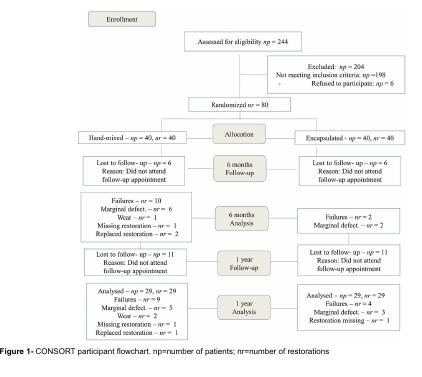 Enrollment
Assessed for eligibility np = 244
Excluded: np = 204
Not meeting inclusion criteria: np =198
- Refused to participate: np = 6
Randomized nr = 80
Hand-mixed – np = 40, nr = 40
Allocation
Encapsulated - np = 40, nr = 40
Lost to follow- up – np = 6
Reason: Did not attend
follow-up appointment
6 months
Follow-up
Lost to follow- up – np = 6
Reason: Did not attend
follow-up appointment
Failures – nr = 10
Marginal defect. – nr = 6
Wear – nr = 1
Missing restoration – nr = 1
Replaced restoration – nr = 2
6 months
Analysis
Failures – nr = 2
Marginal defect. – nr = 2
Lost to follow- up – np = 11
Reason: Did not attend
follow-up appointment
1 year
Follow-up
Lost to follow- up – np = 11
Reason: Did not attend
follow-up appointment
Analysed – np = 29, nr = 29
Failures – nr = 9
Marginal defect. – nr = 5
Wear – nr = 2
Missing restoration – nr = 1
Replaced restoration – nr = 1
1 year
Analysis
Analysed – np = 29, nr = 29
Failures – nr = 4
Marginal defect. – nr = 3
Restoration missing – nr = 1
Figure 1- CONSORT participant flowchart. np=number of patients; nr=number of restorations